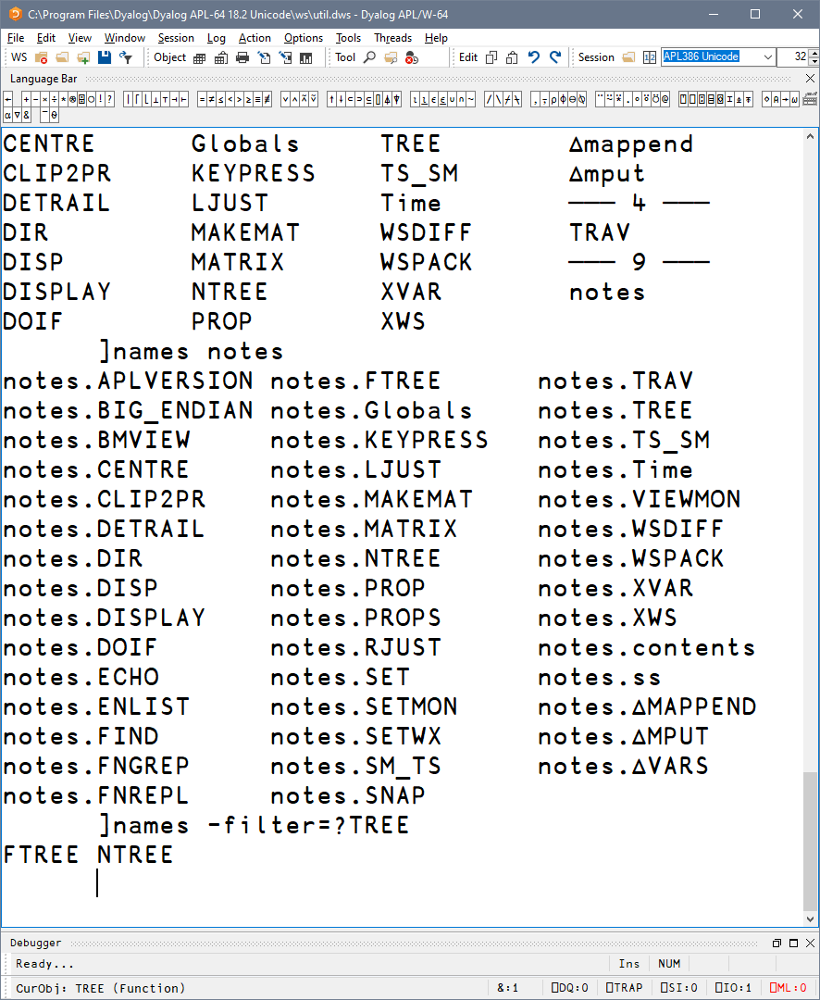 C:\Program Files\Dyalog\Dyalog APL-64 18.2 Unicode\ws\util.dws - Dyalog APL/W-64
File Edit View Window Session Log Action Options Tools Threads Help
WS Object Tool Edit Session APL386 Unicode 32
Language Bar
← + - × ÷ * ⍟ ⌹ ○ ! ? | ⌈ ⌊ ⊥ ⊤ ⊣ ⊢ = ≠ ≤ < > ≥ ≡ ≢ ∨ ∧ ⍲ ⍱ ↑ ↓ ⊂ ⊃ ⊆ ⌷ ⍋ ⍒ ⍳ ⍸ ∊ ⍷ ∪ ∩ ~ / \ ⌿ ⍀ , ⍪ ⍴ ⌽ ⊖ ⍉ ¨ ⍨ ⍣ . ∘ ⍤ ⍥ @ ⌶ ⍎ ⍕ ⋄ ⍝ → ⍵
⍺ ∇ & ¯ ⍬
CENTRE Globals TREE ∆mappend
CLIP2PR KEYPRESS TS_SM ∆mput
DETRAIL LJUST Time ——— 4 ———
DIR MAKEMAT WSDIFF TRAV
DISP MATRIX WSPACK ——— 9 ———
DISPLAY NTREE XVAR notes
DOIF PROP XWS
]names notes
notes.APLVERSION notes.FTREE notes.TRAV
notes.BIG_ENDIAN notes.Globals notes.TREE
notes.BMVIEW notes.KEYPRESS notes.TS_SM
notes.CENTRE notes.LJUST notes.Time
notes.CLIP2PR notes.MAKEMAT notes.VIEWMON
notes.DETRAIL notes.MATRIX notes.WSDIFF
notes.DIR notes.NTREE notes.WSPACK
notes.DISP notes.PROP notes.XVAR
notes.DISPLAY notes.PROPS notes.XWS
notes.DOIF notes.RJUST notes.contents
notes.ECHO notes.SET notes.ss
notes.ENLIST notes.SETMON notes.∆MAPPEND
notes.FIND notes.SETWX notes.∆MPUT
notes.FNGREP notes.SM_TS notes.∆VARS
notes.FNREPL notes.SNAP
]names -filter=?TREE
FTREE NTREE
Debugger
Ready... Ins NUM
CurObj: TREE (Function) &:1 ⎕DQ:0 ⎕TRAP ⎕SI:0 ⎕IO:1 ⎕ML:0